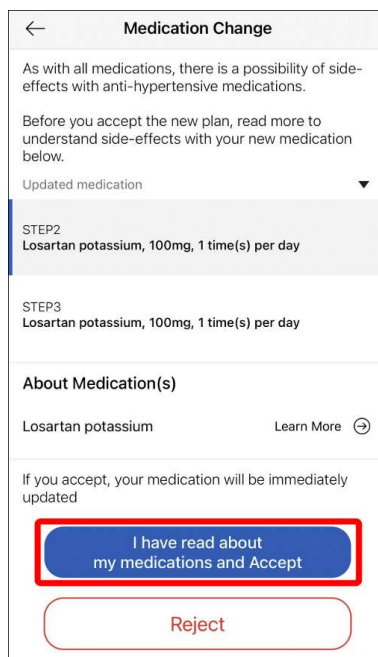 Medication Change
As with all medications, there is a possibility of side-
effects with anti-hypertensive medications.
Before you accept the new plan, read more to
understand side-effects with your new medication
below.
Updated medication
STEP2
Losartan potassium, 100mg, 1 time(s) per day
STEP3
Losartan potassium, 100mg, 1 time(s) per day
About Medication(s)
Losartan potassium Learn More
If you accept, your medication will be immediately
updated
I have read about
my medications and Accept
Reject